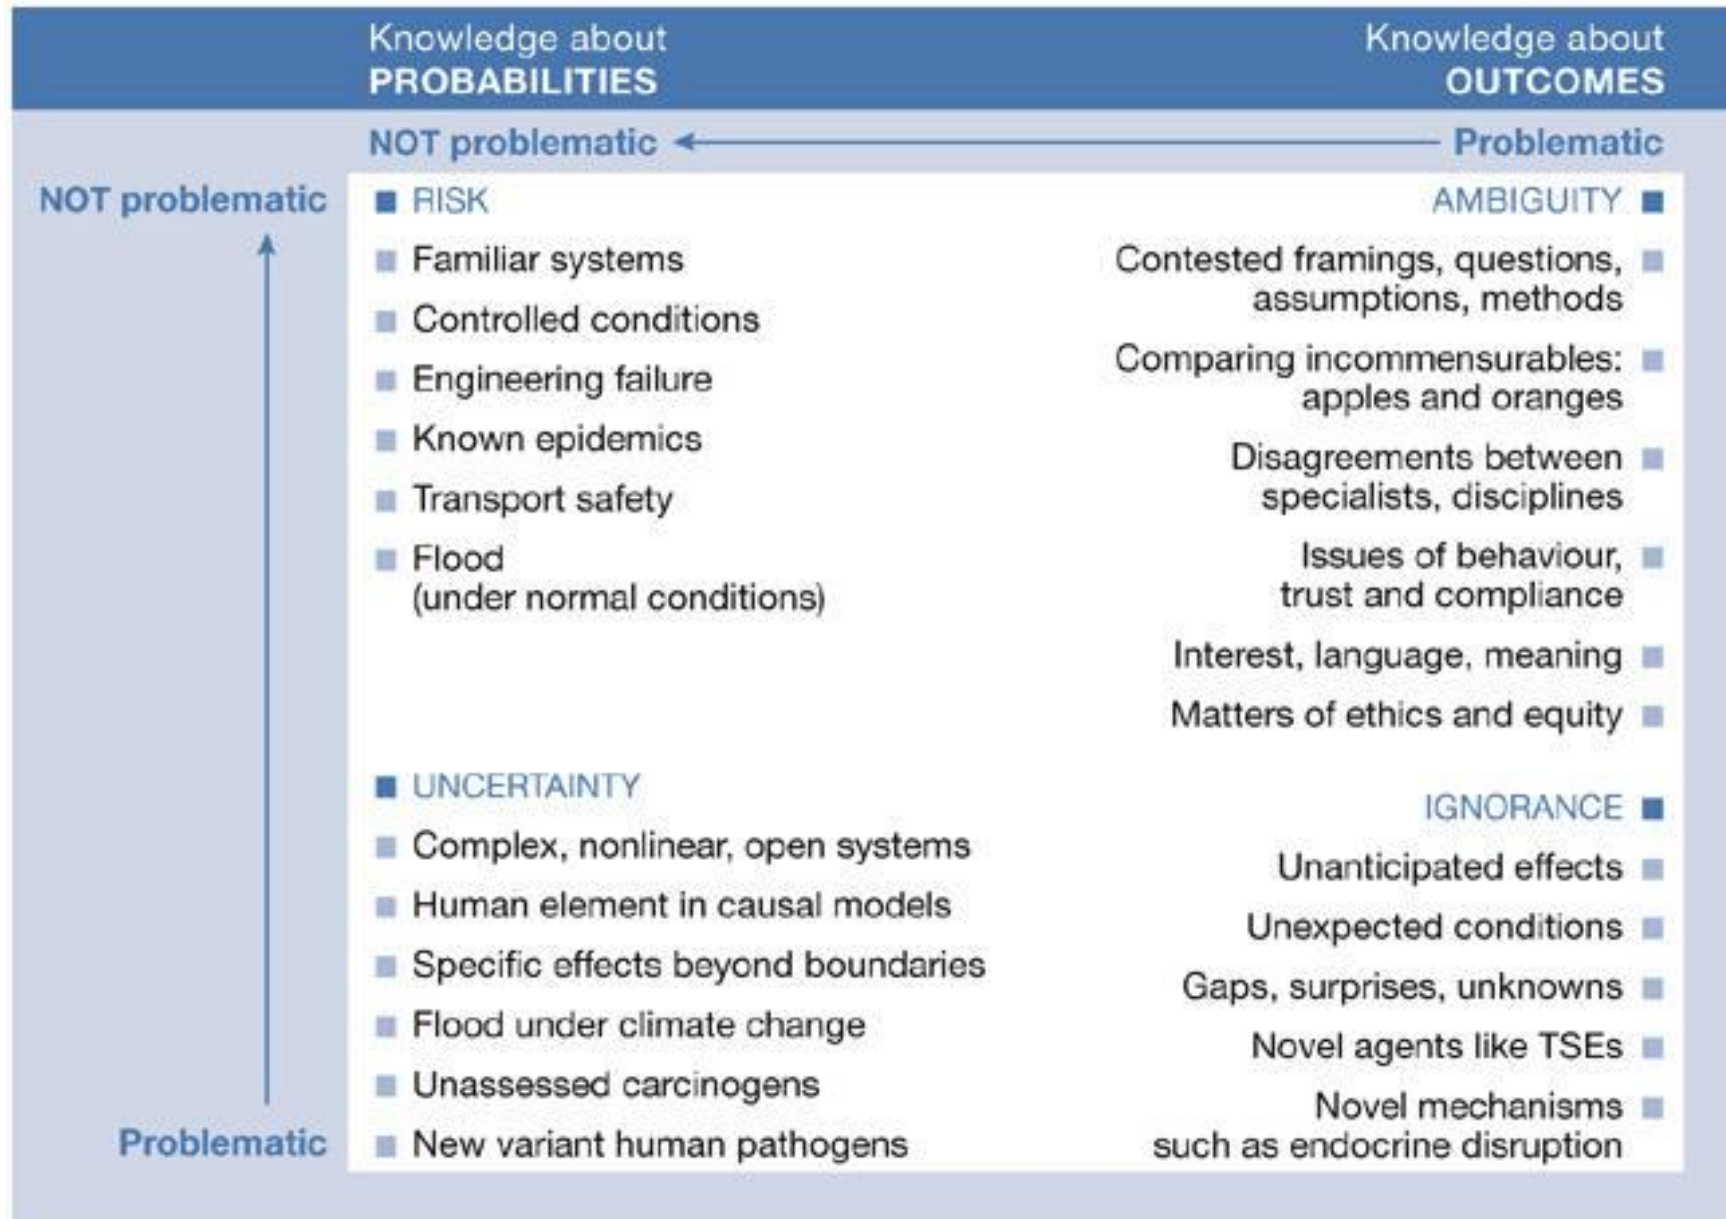 Knowledge about
PROBABILITIES
Knowledge about
OUTCOMES
NOT problematic
Problematic
NOT problematic
RISK
Familiar systems
Controlled conditions
Engineering failure
Known epidemics
Transport safety
Flood
(under normal conditions)
AMBIGUITY
Contested framings, questions,
assumptions, methods
Comparing incommensurables:
apples and oranges
Disagreements between
specialists, disciplines
Issues of behaviour,
trust and compliance
Interest, language, meaning
Matters of ethics and equity
UNCERTAINTY
Complex, nonlinear, open systems
Human element in causal models
Specific effects beyond boundaries
Flood under climate change
Unassessed carcinogens
New variant human pathogens
IGNORANCE
Unanticipated effects
Unexpected conditions
Gaps, surprises, unknowns
Novel agents like TSEs
Novel mechanisms
such as endocrine disruption
Problematic